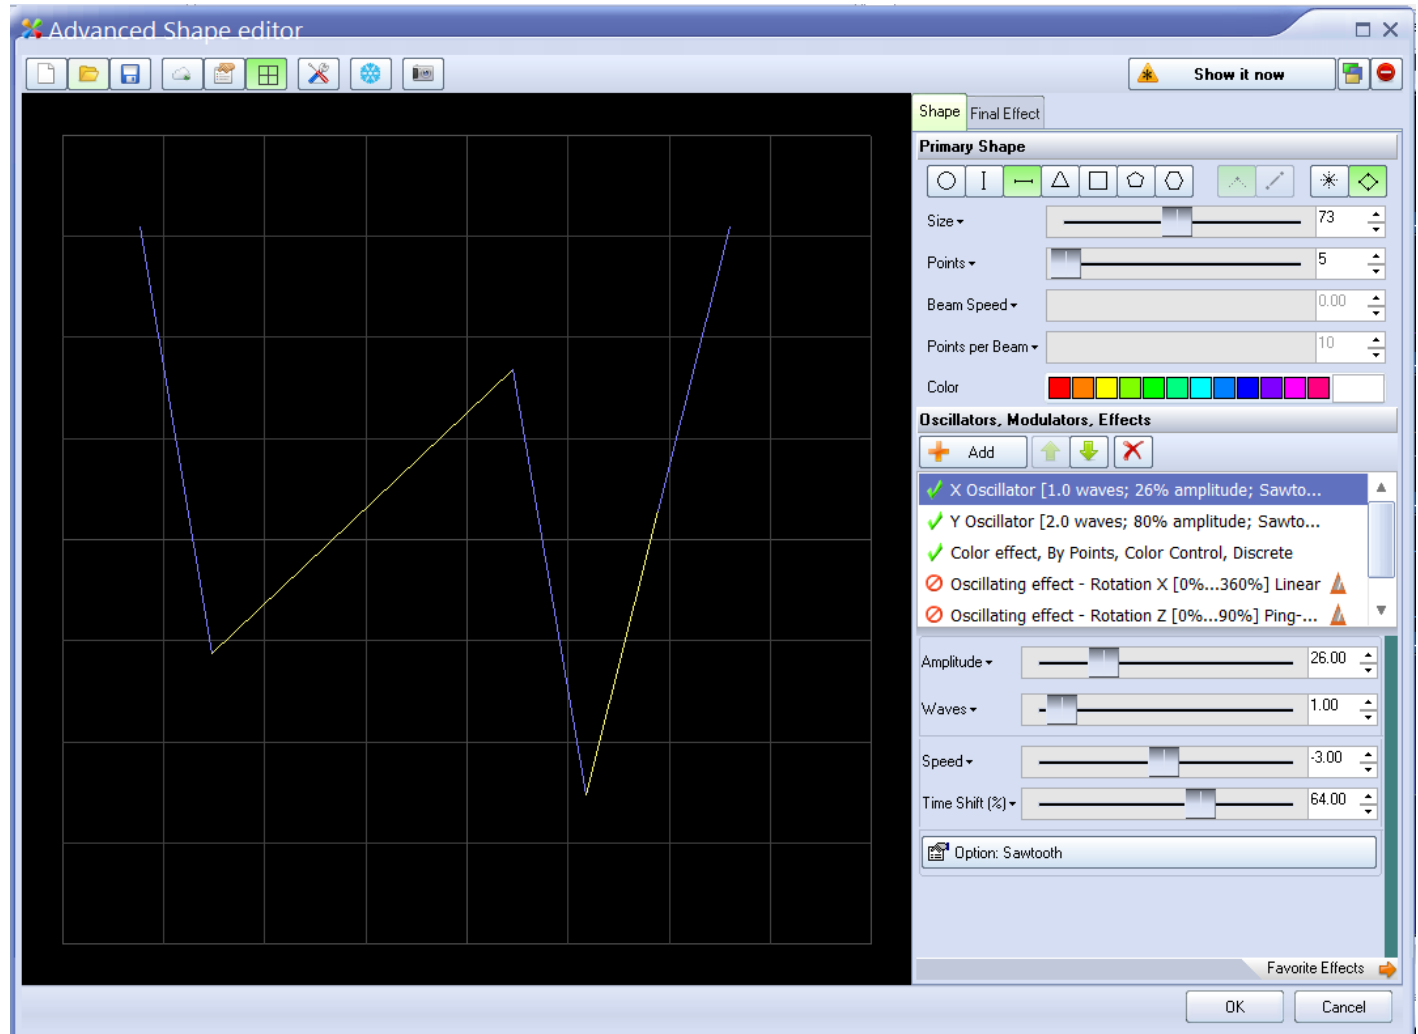 Advanced Shape editor
Show it now
Shape Final Effect
Primary Shape
Size 73
Points 5
Beam Speed 0.00
Points per Beam 10
Color
Oscillators, Modulators, Effects
Add
X Oscillator [1.0 waves; 26% amplitude; Sawto...
Y Oscillator [2.0 waves; 80% amplitude; Sawto...
Color effect, By Points, Color Control, Discrete
Oscillating effect - Rotation X [0%...360%] Linear
Oscillating effect - Rotation Z [0%...90%] Ping-...
Amplitude 26.00
Waves 1.00
Speed -3.00
Time Shift (%) 64.00
Option: Sawtooth
Favorite Effects
OK Cancel